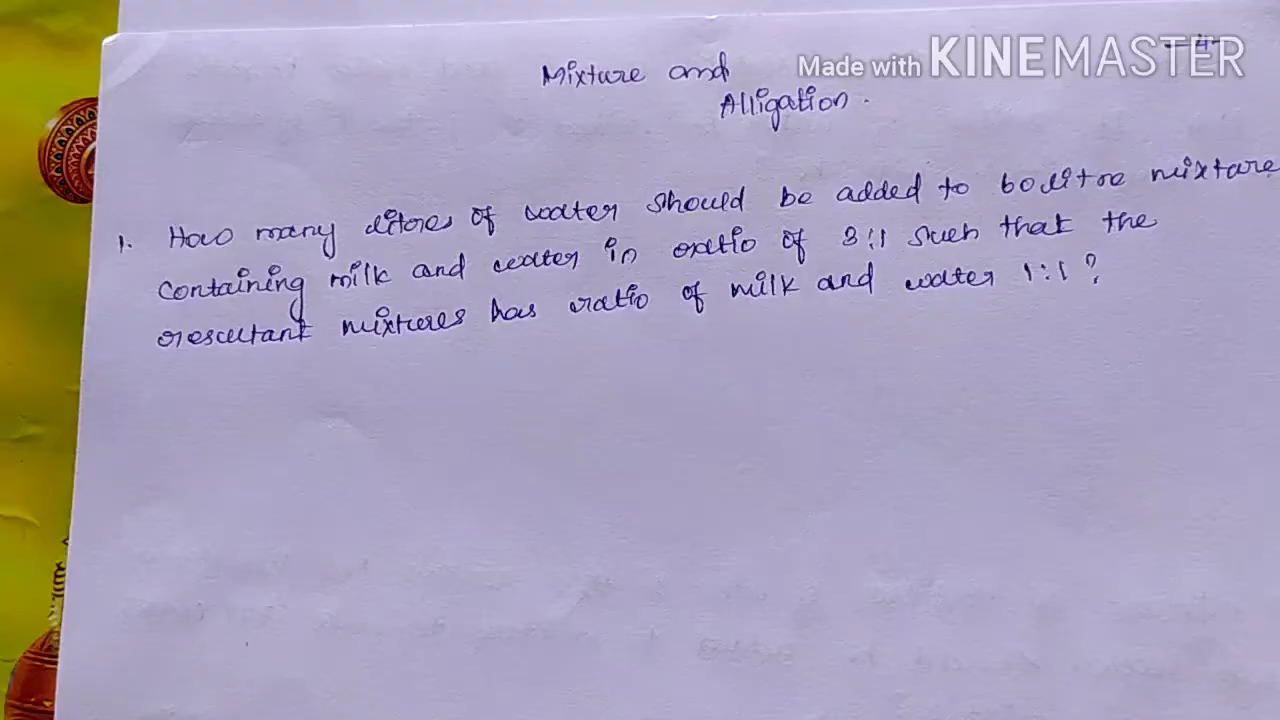 Made with KINEMASTER
-4-
Mixture and
Alligation.
1. How many litres of water should be added to 60 litre mixture
containing milk and water in ratio of 3:1 such that the
resultant mixtures has ratio of milk and water 1:1?